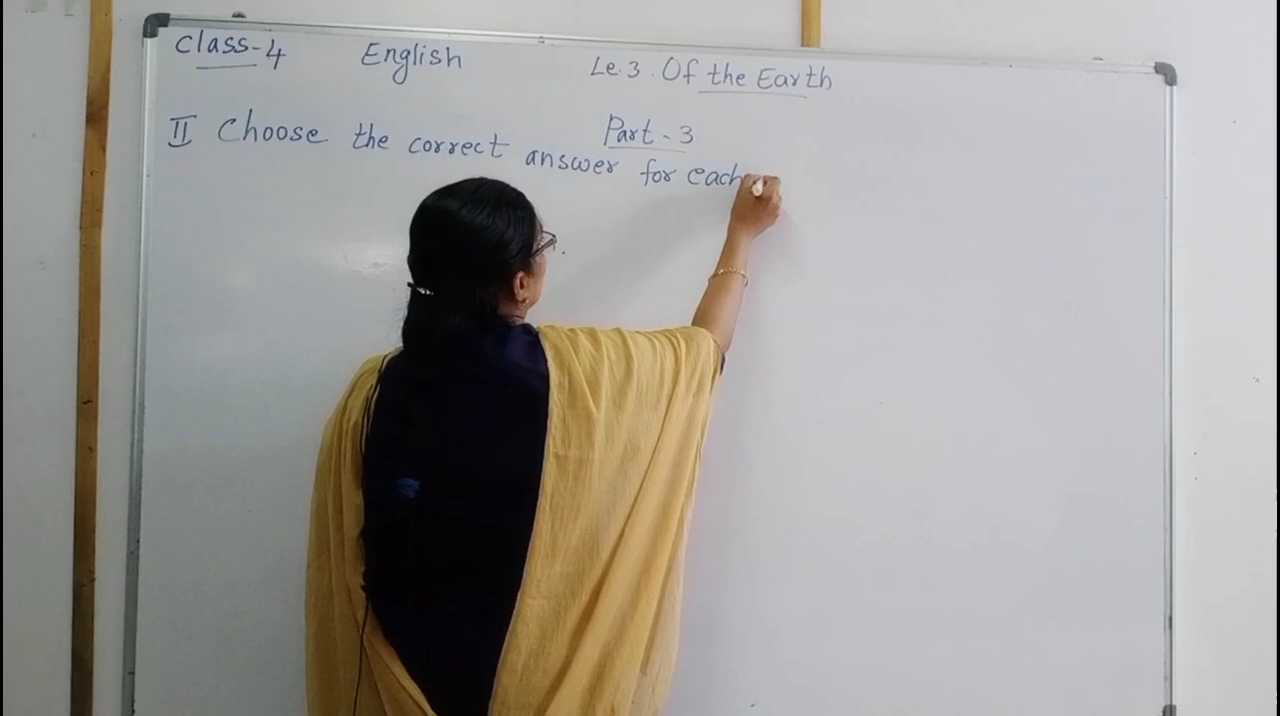 Class-4 English Le.3. Of the Earth
Part-3
II Choose the correct answer for each